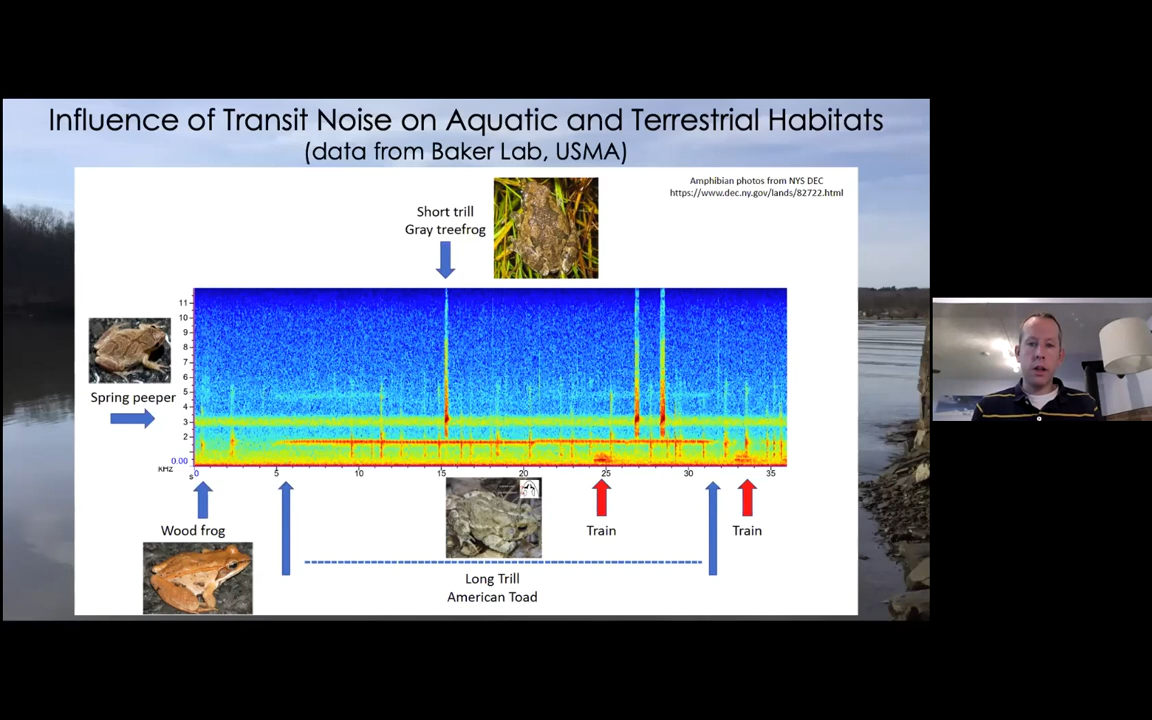 Influence of Transit Noise on Aquatic and Terrestrial Habitats
(data from Baker Lab, USMA)
Amphibian photos from NYS DEC
https://www.dec.ny.gov/lands/82722.html
Short trill
Gray treefrog
Spring peeper
11
10
9
8
7
6
5
4
3
2
0.00
KHz
s
0
5
10
15
20
25
30
35
Wood frog
Train
Train
Long Trill
American Toad